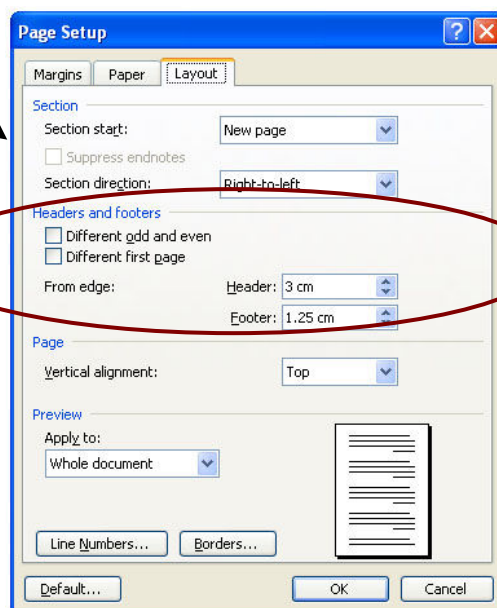 Page Setup
Margins Paper Layout
Section
Section start: New page
Suppress endnotes
Section direction: Right-to-left
Headers and footers
Different odd and even
Different first page
From edge: Header: 3 cm
Footer: 1.25 cm
Page
Vertical alignment: Top
Preview
Apply to:
Whole document
Line Numbers... Borders...
Default... OK Cancel